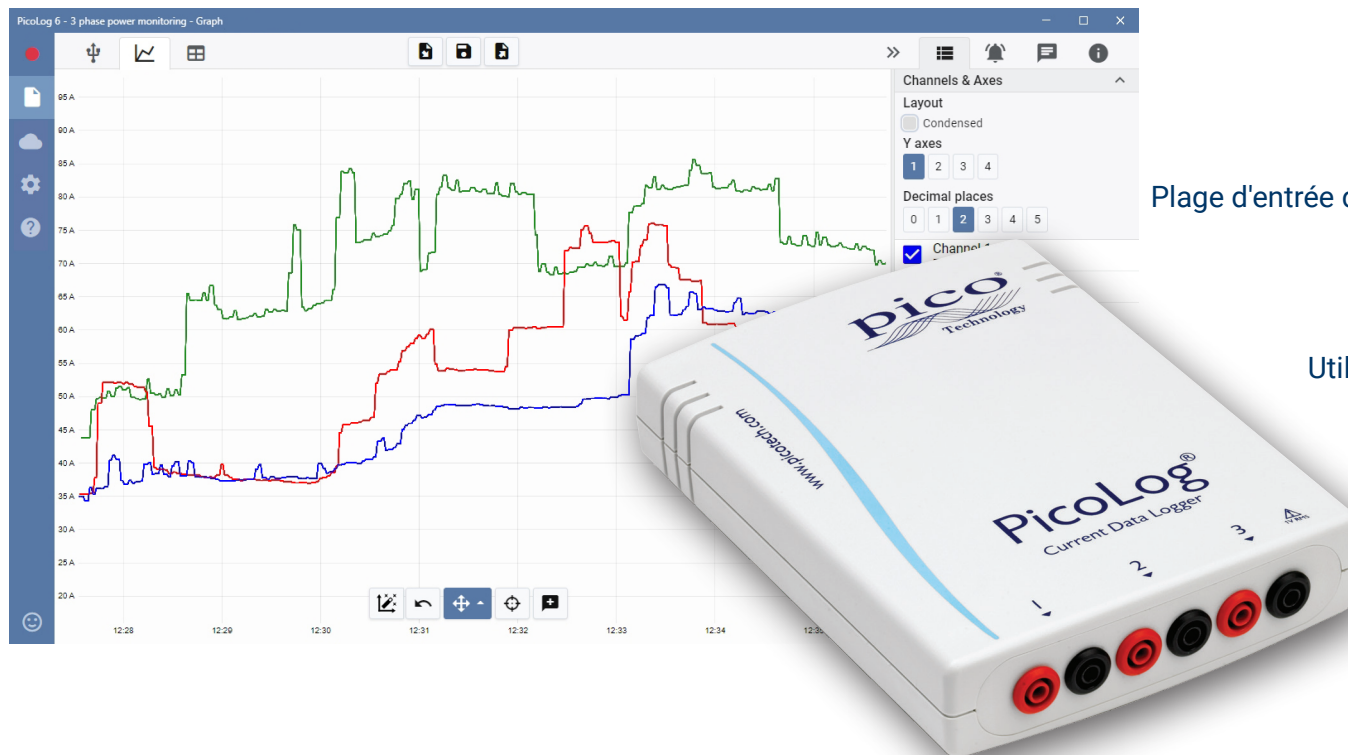 PicoLog 6 - 3 phase power monitoring - Graph
Channels & Axes
95 A
Layout
Condensed
90 A
Y axes
1 2 3 4
85 A
Decimal places
80 A
0 1 2 3 4 5
75 A
Channel 1
70 A
65 A
60 A
55 A
50 A
45 A
40 A
35 A
30 A
25 A
20 A
12:28 12:29 12:30 12:31 12:32 12:33 12:34
Plage d'entrée
Util
pico®
Technology
www.picotech.com
PicoLog®
Current Data Logger
1 2 3